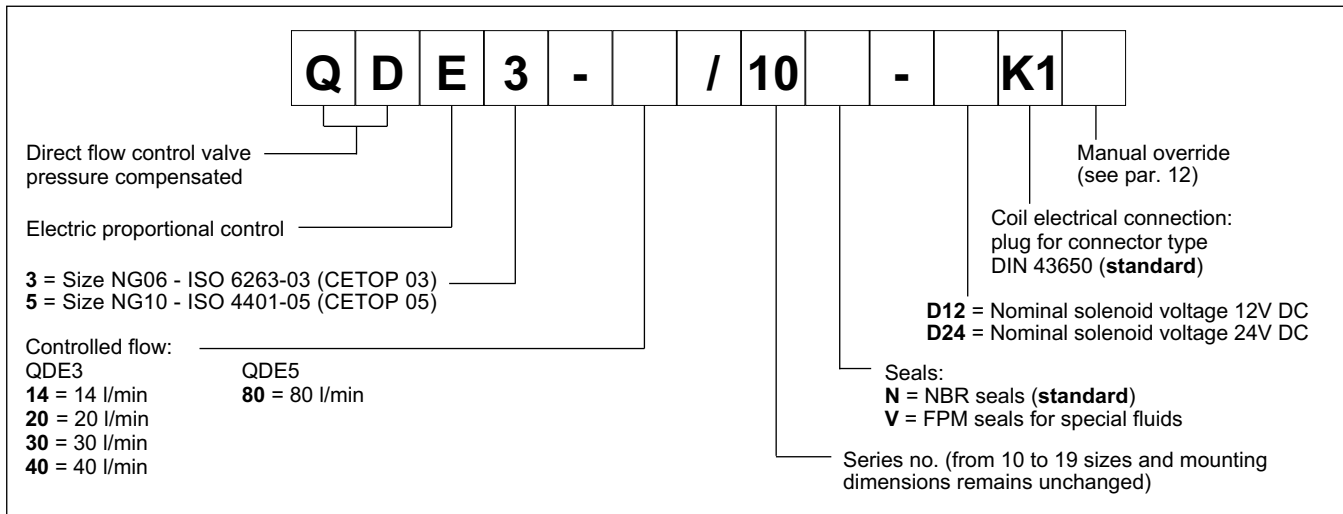 Q D E 3 - / 10 - K1
Direct flow control valve
pressure compensated
Electric proportional control
3 = Size NG06 - ISO 6263-03 (CETOP 03)
5 = Size NG10 - ISO 4401-05 (CETOP 05)
Controlled flow:
QDE3 QDE5
14 = 14 l/min 80 = 80 l/min
20 = 20 l/min
30 = 30 l/min
40 = 40 l/min
Manual override
(see par. 12)
Coil electrical connection:
plug for connector type
DIN 43650 (standard)
D12 = Nominal solenoid voltage 12V DC
D24 = Nominal solenoid voltage 24V DC
Seals:
N = NBR seals (standard)
V = FPM seals for special fluids
Series no. (from 10 to 19 sizes and mounting
dimensions remains unchanged)